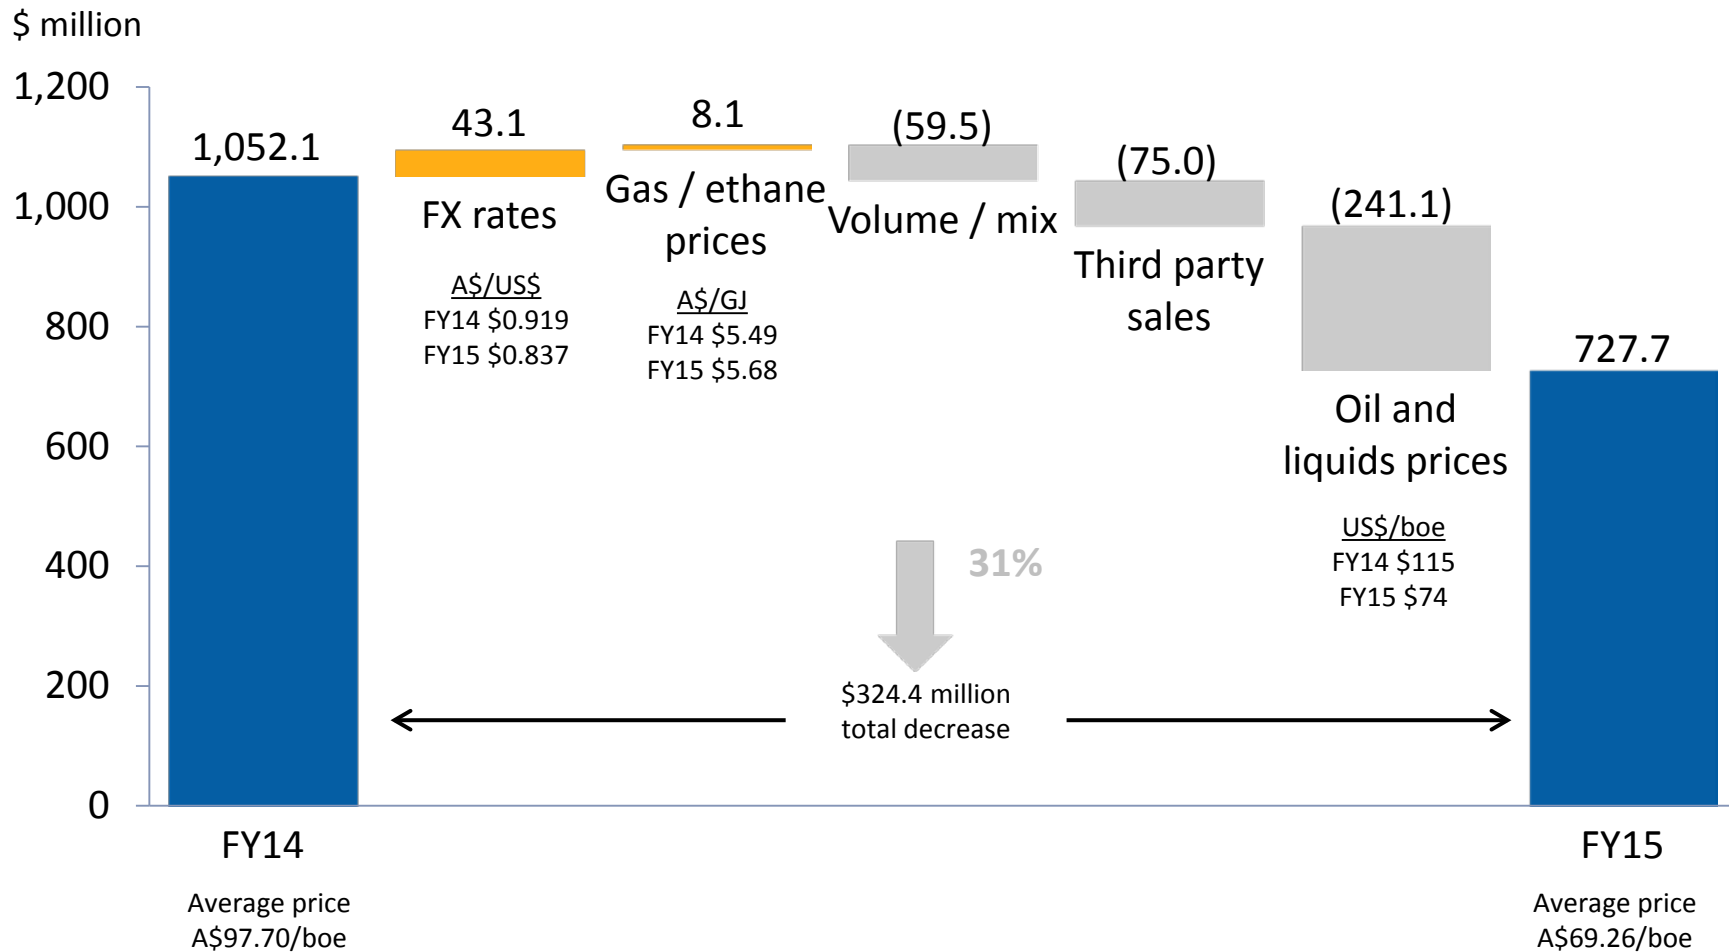 $ million
1,200
1,000
800
600
400
200
0
1,052.1
43.1
FX rates
A$/US$
FY14 $0.919
FY15 $0.837
8.1
Gas / ethane
prices
A$/GJ
FY14 $5.49
FY15 $5.68
(59.5)
Volume / mix
(75.0)
Third party
sales
(241.1)
Oil and
liquids prices
US$/boe
FY14 $115
FY15 $74
727.7
31%
$324.4 million
total decrease
FY14
Average price
A$97.70/boe
FY15
Average price
A$69.26/boe